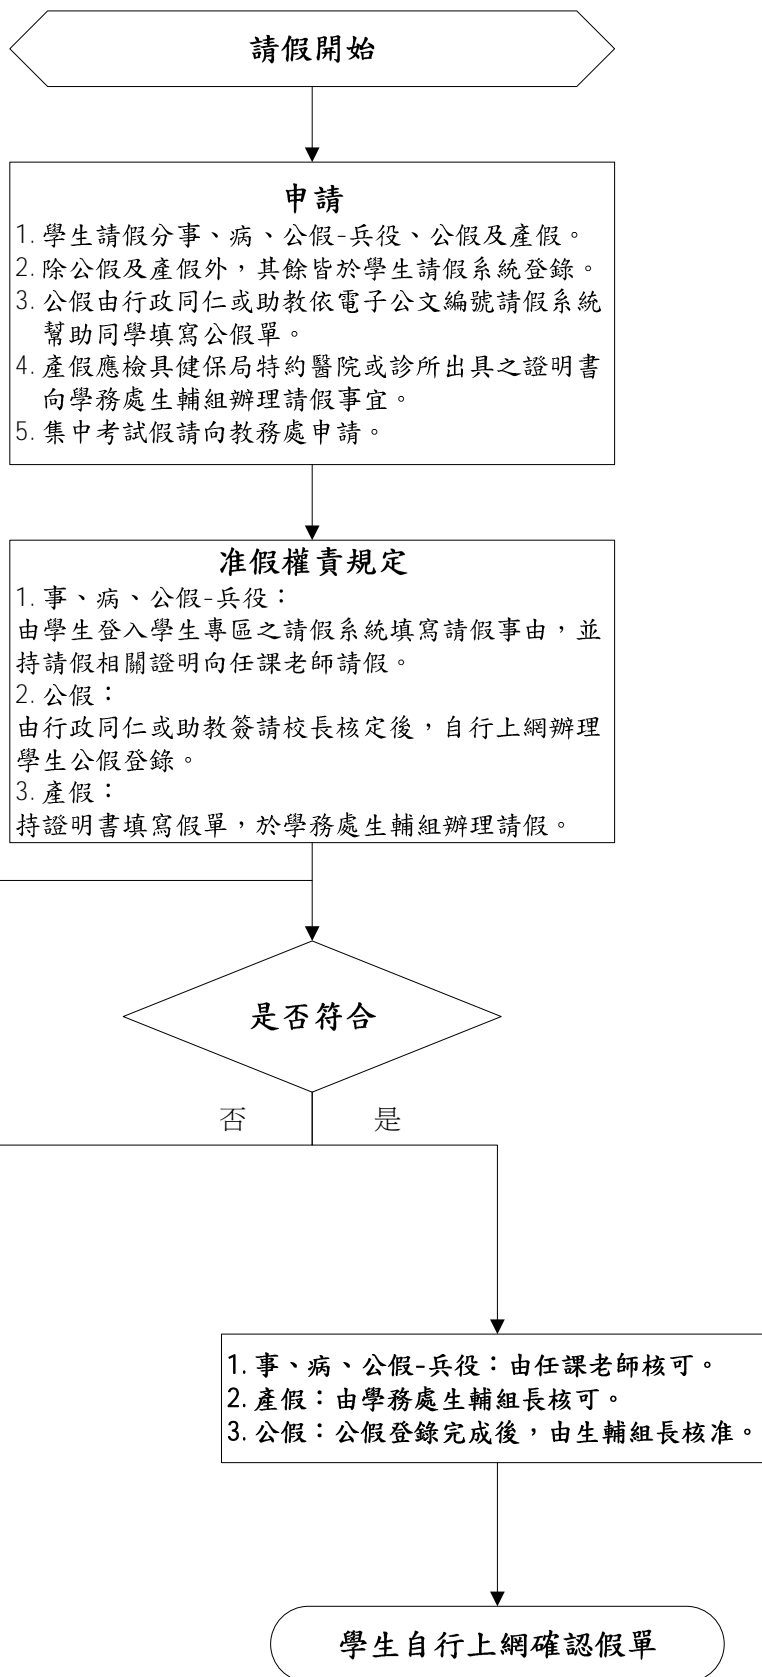 請假開始
申請
1. 學生請假分事、病、公假-兵役、公假及產假。
2. 除公假及產假外，其餘皆於學生請假系統登錄。
3. 公假由行政同仁或助教依電子公文編號請假系統
幫助同學填寫公假單。
4. 產假應檢具健保局特約醫院或診所出具之證明書
向學務處生輔組辦理請假事宜。
5. 集中考試假請向教務處申請。
准假權責規定
1. 事、病、公假-兵役：
由學生登入學生專區之請假系統填寫請假事由，並
持請假相關證明向任課老師請假。
2. 公假：
由行政同仁或助教簽請校長核定後，自行上網辦理
學生公假登錄。
3. 產假：
持證明書填寫假單，於學務處生輔組辦理請假。
是否符合
否 是
1. 事、病、公假-兵役：由任課老師核可。
2. 產假：由學務處生輔組長核可。
3. 公假：公假登錄完成後，由生輔組長核准。
學生自行上網確認假單